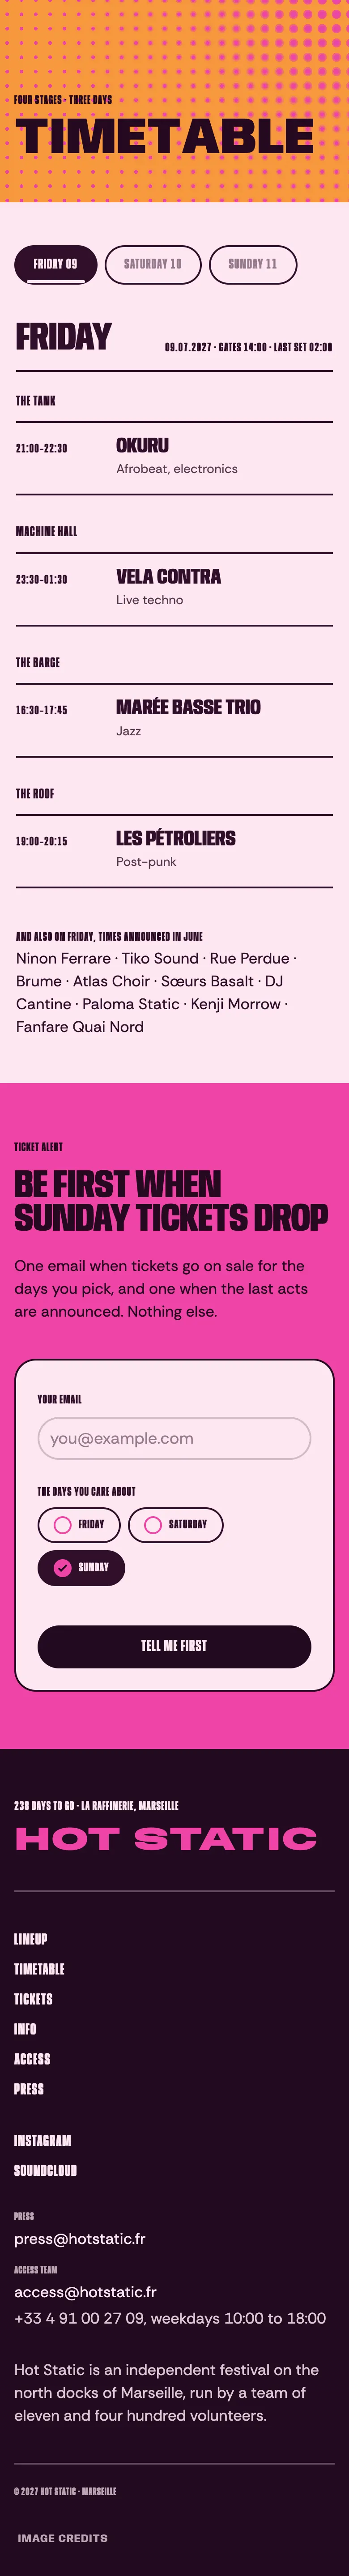 FOUR STAGES · THREE DAYS
TIMETABLE
FRIDAY 09
SATURDAY 10
SUNDAY 11
FRIDAY
09.07.2027 · GATES 14:00 · LAST SET 02:00
THE TANK
21:00–22:30
OKURU
Afrobeat, electronics
MACHINE HALL
23:30–01:30
VELA CONTRA
Live techno
THE BARGE
16:30–17:45
MARÉE BASSE TRIO
Jazz
THE ROOF
19:00–20:15
LES PÉTROLIERS
Post-punk
AND ALSO ON FRIDAY, TIMES ANNOUNCED IN JUNE
Ninon Ferrare · Tiko Sound · Rue Perdue ·
Brume · Atlas Choir · Sœurs Basalt · DJ
Cantine · Paloma Static · Kenji Morrow ·
Fanfare Quai Nord
TICKET ALERT
BE FIRST WHEN
SUNDAY TICKETS DROP
One email when tickets go on sale for the
days you pick, and one when the last acts
are announced. Nothing else.
YOUR EMAIL
you@example.com
THE DAYS YOU CARE ABOUT
FRIDAY
SATURDAY
SUNDAY
TELL ME FIRST
238 DAYS TO GO · LA RAFFINERIE, MARSEILLE
HOT STATIC
LINEUP
TIMETABLE
TICKETS
INFO
ACCESS
PRESS
INSTAGRAM
SOUNDCLOUD
PRESS
press@hotstatic.fr
ACCESS TEAM
access@hotstatic.fr
+33 4 91 00 27 09, weekdays 10:00 to 18:00
Hot Static is an independent festival on the
north docks of Marseille, run by a team of
eleven and four hundred volunteers.
© 2027 HOT STATIC · MARSEILLE
IMAGE CREDITS